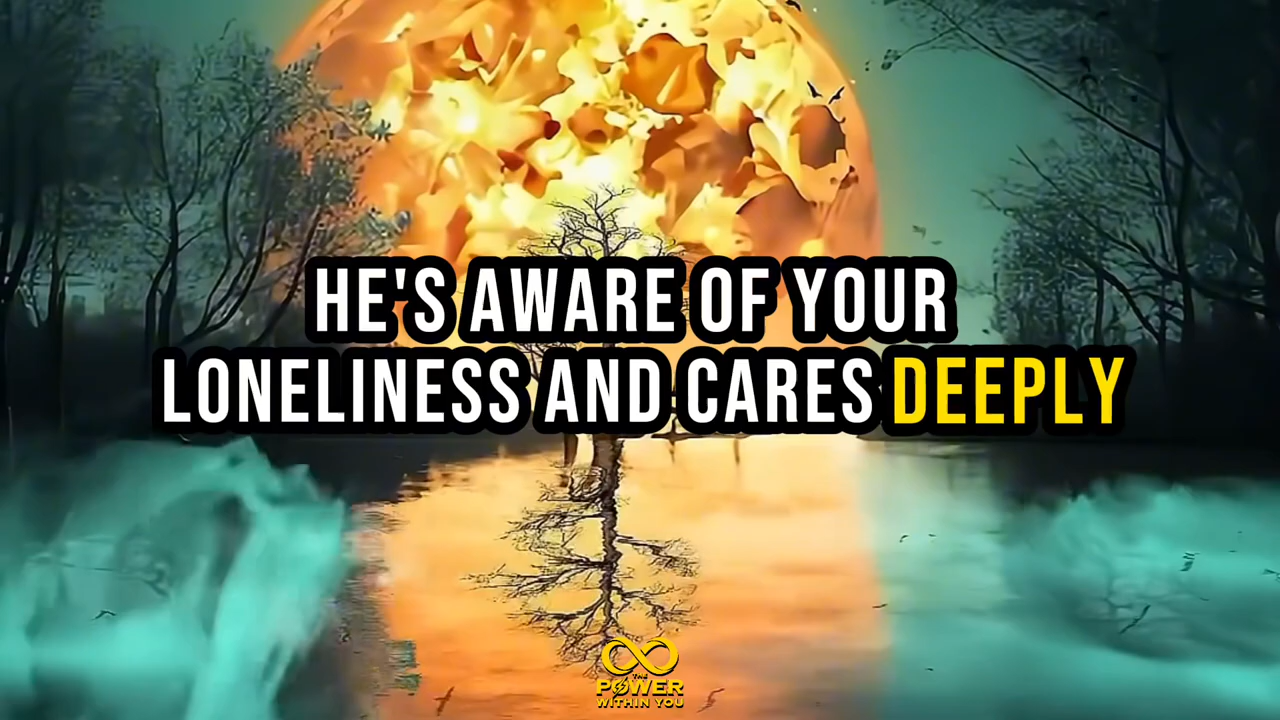 HE'S AWARE OF YOUR
LONELINESS AND CARES DEEPLY
THE
POWER
WITHIN YOU